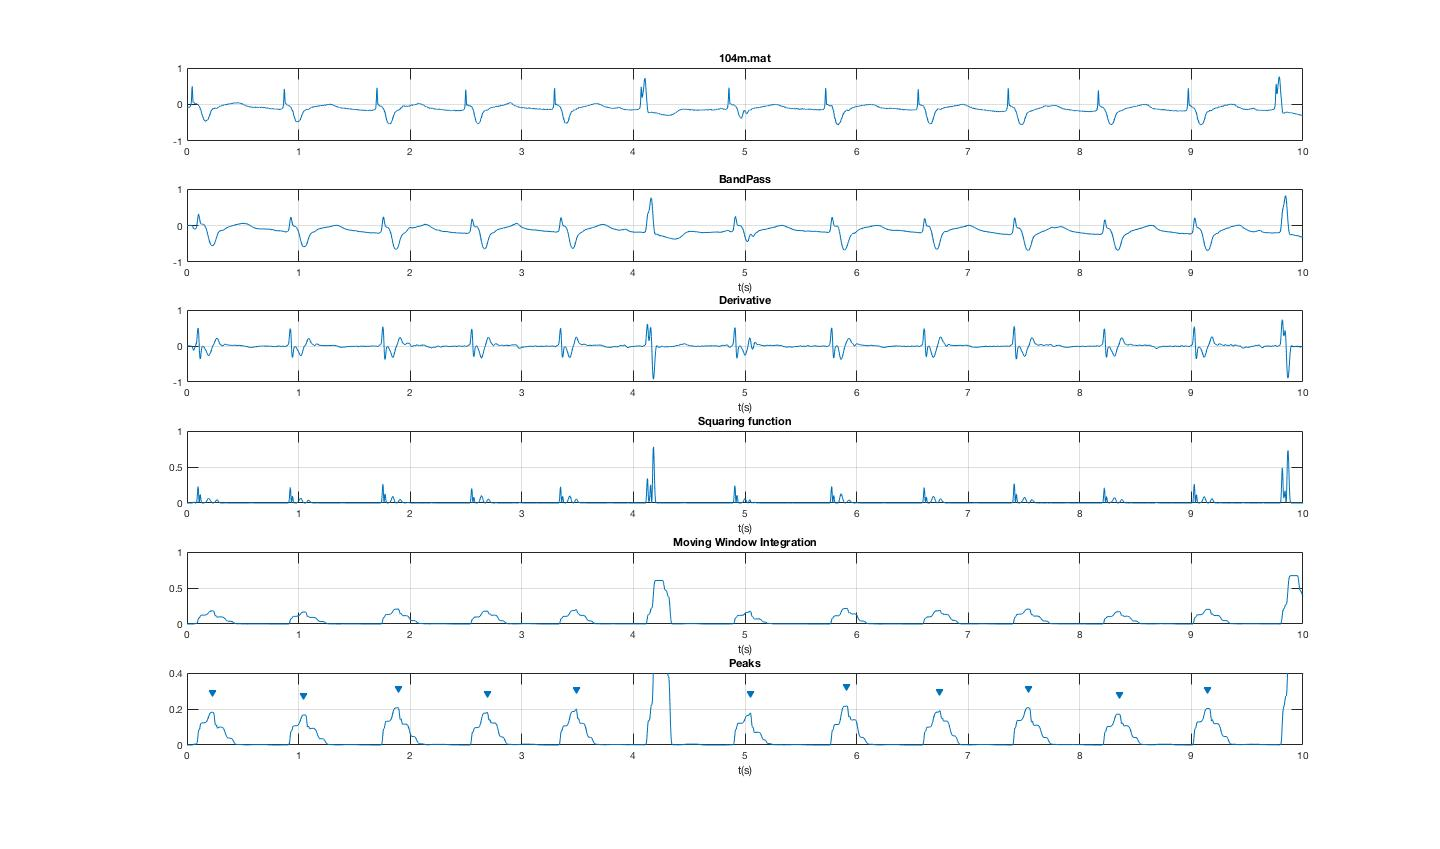 104m.mat
1
0
-1
0 1 2 3 4 5 6 7 8 9 10
BandPass
1
0
-1
0 1 2 3 4 5 6 7 8 9 10
t(s)
Derivative
1
0
-1
0 1 2 3 4 5 6 7 8 9 10
t(s)
Squaring function
1
0.5
0
0 1 2 3 4 5 6 7 8 9 10
t(s)
Moving Window Integration
1
0.5
0
0 1 2 3 4 5 6 7 8 9 10
t(s)
Peaks
0.4
0.2
0
0 1 2 3 4 5 6 7 8 9 10
t(s)